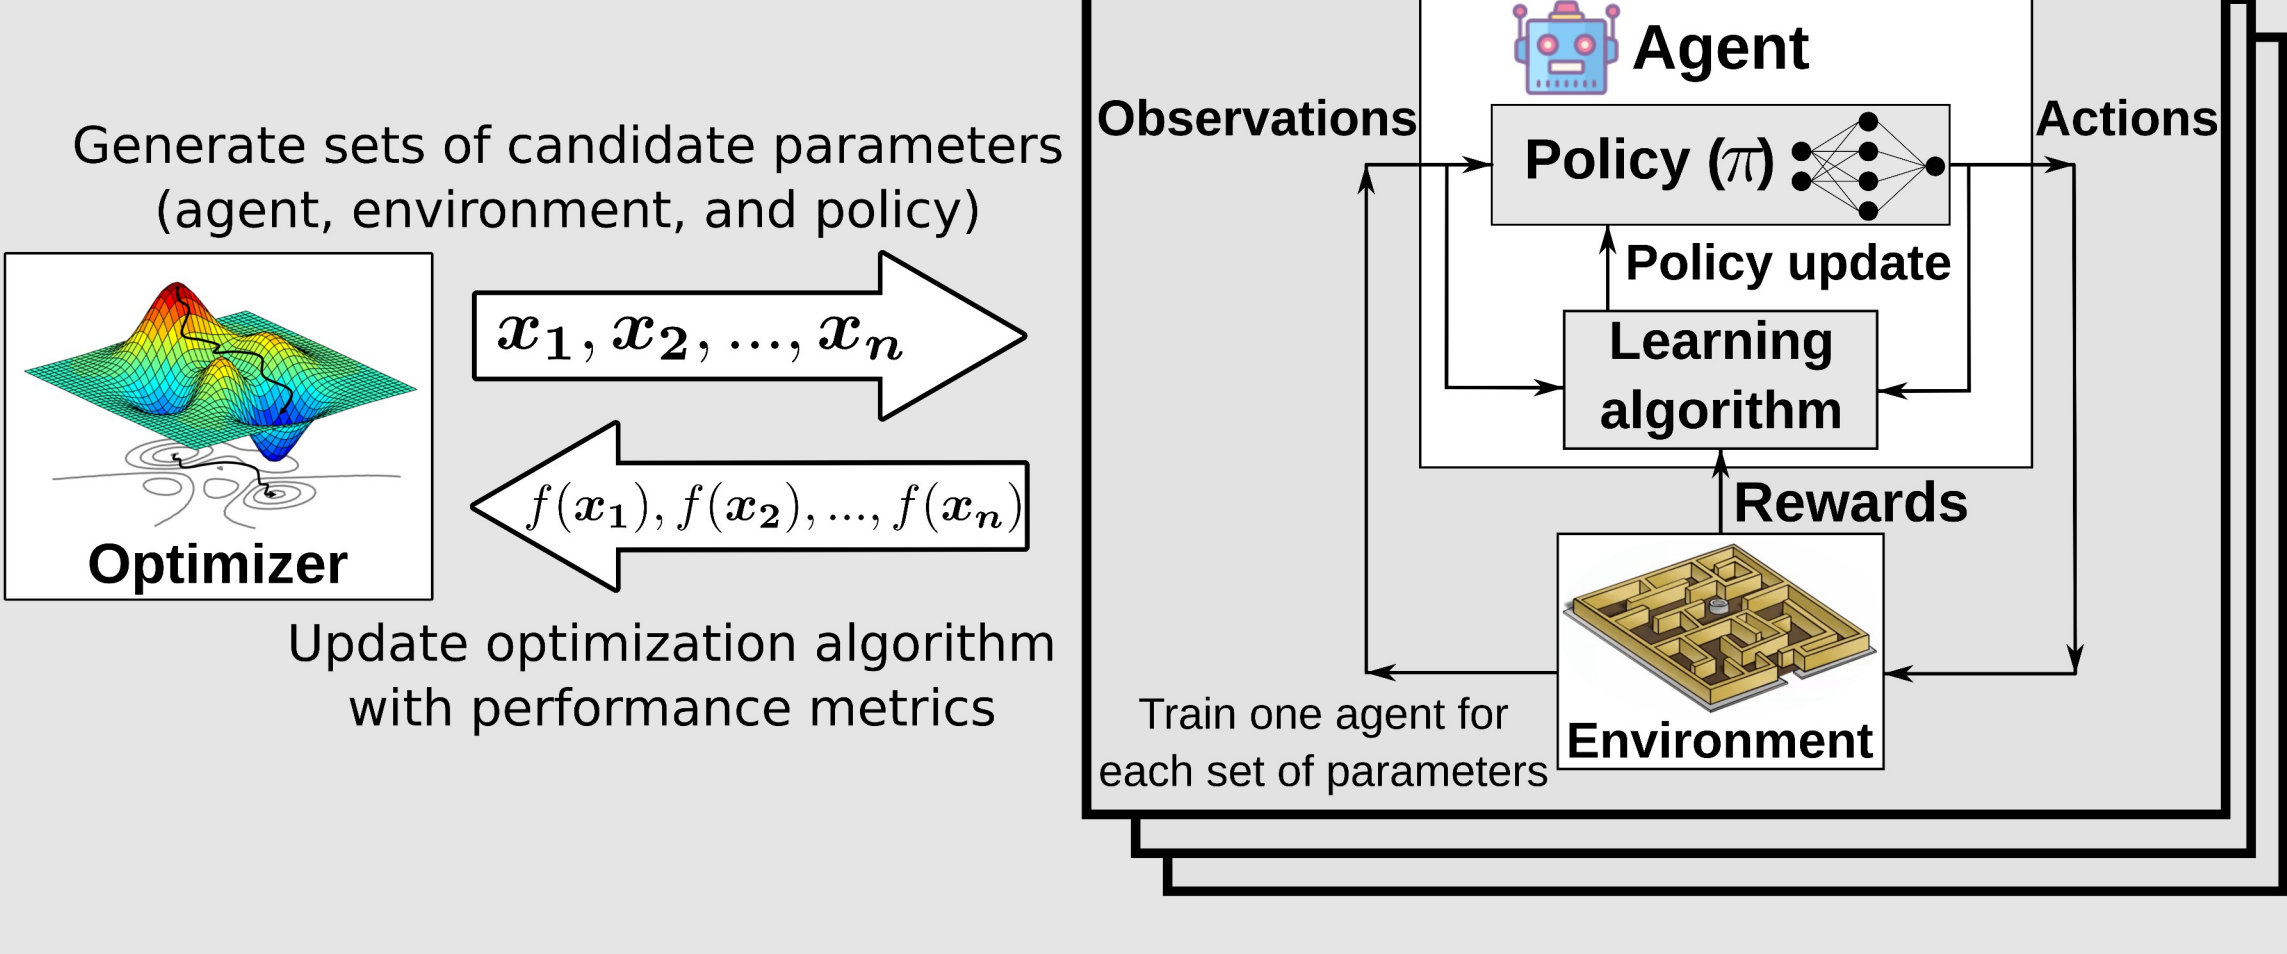 Generate sets of candidate parameters
(agent, environment, and policy)
x₁, x₂, ..., xₙ
f(x₁), f(x₂), ..., f(xₙ)
Optimizer
Update optimization algorithm
with performance metrics
Agent
Observations
Actions
Policy (π)
Policy update
Learning
algorithm
Rewards
Environment
Train one agent for
each set of parameters